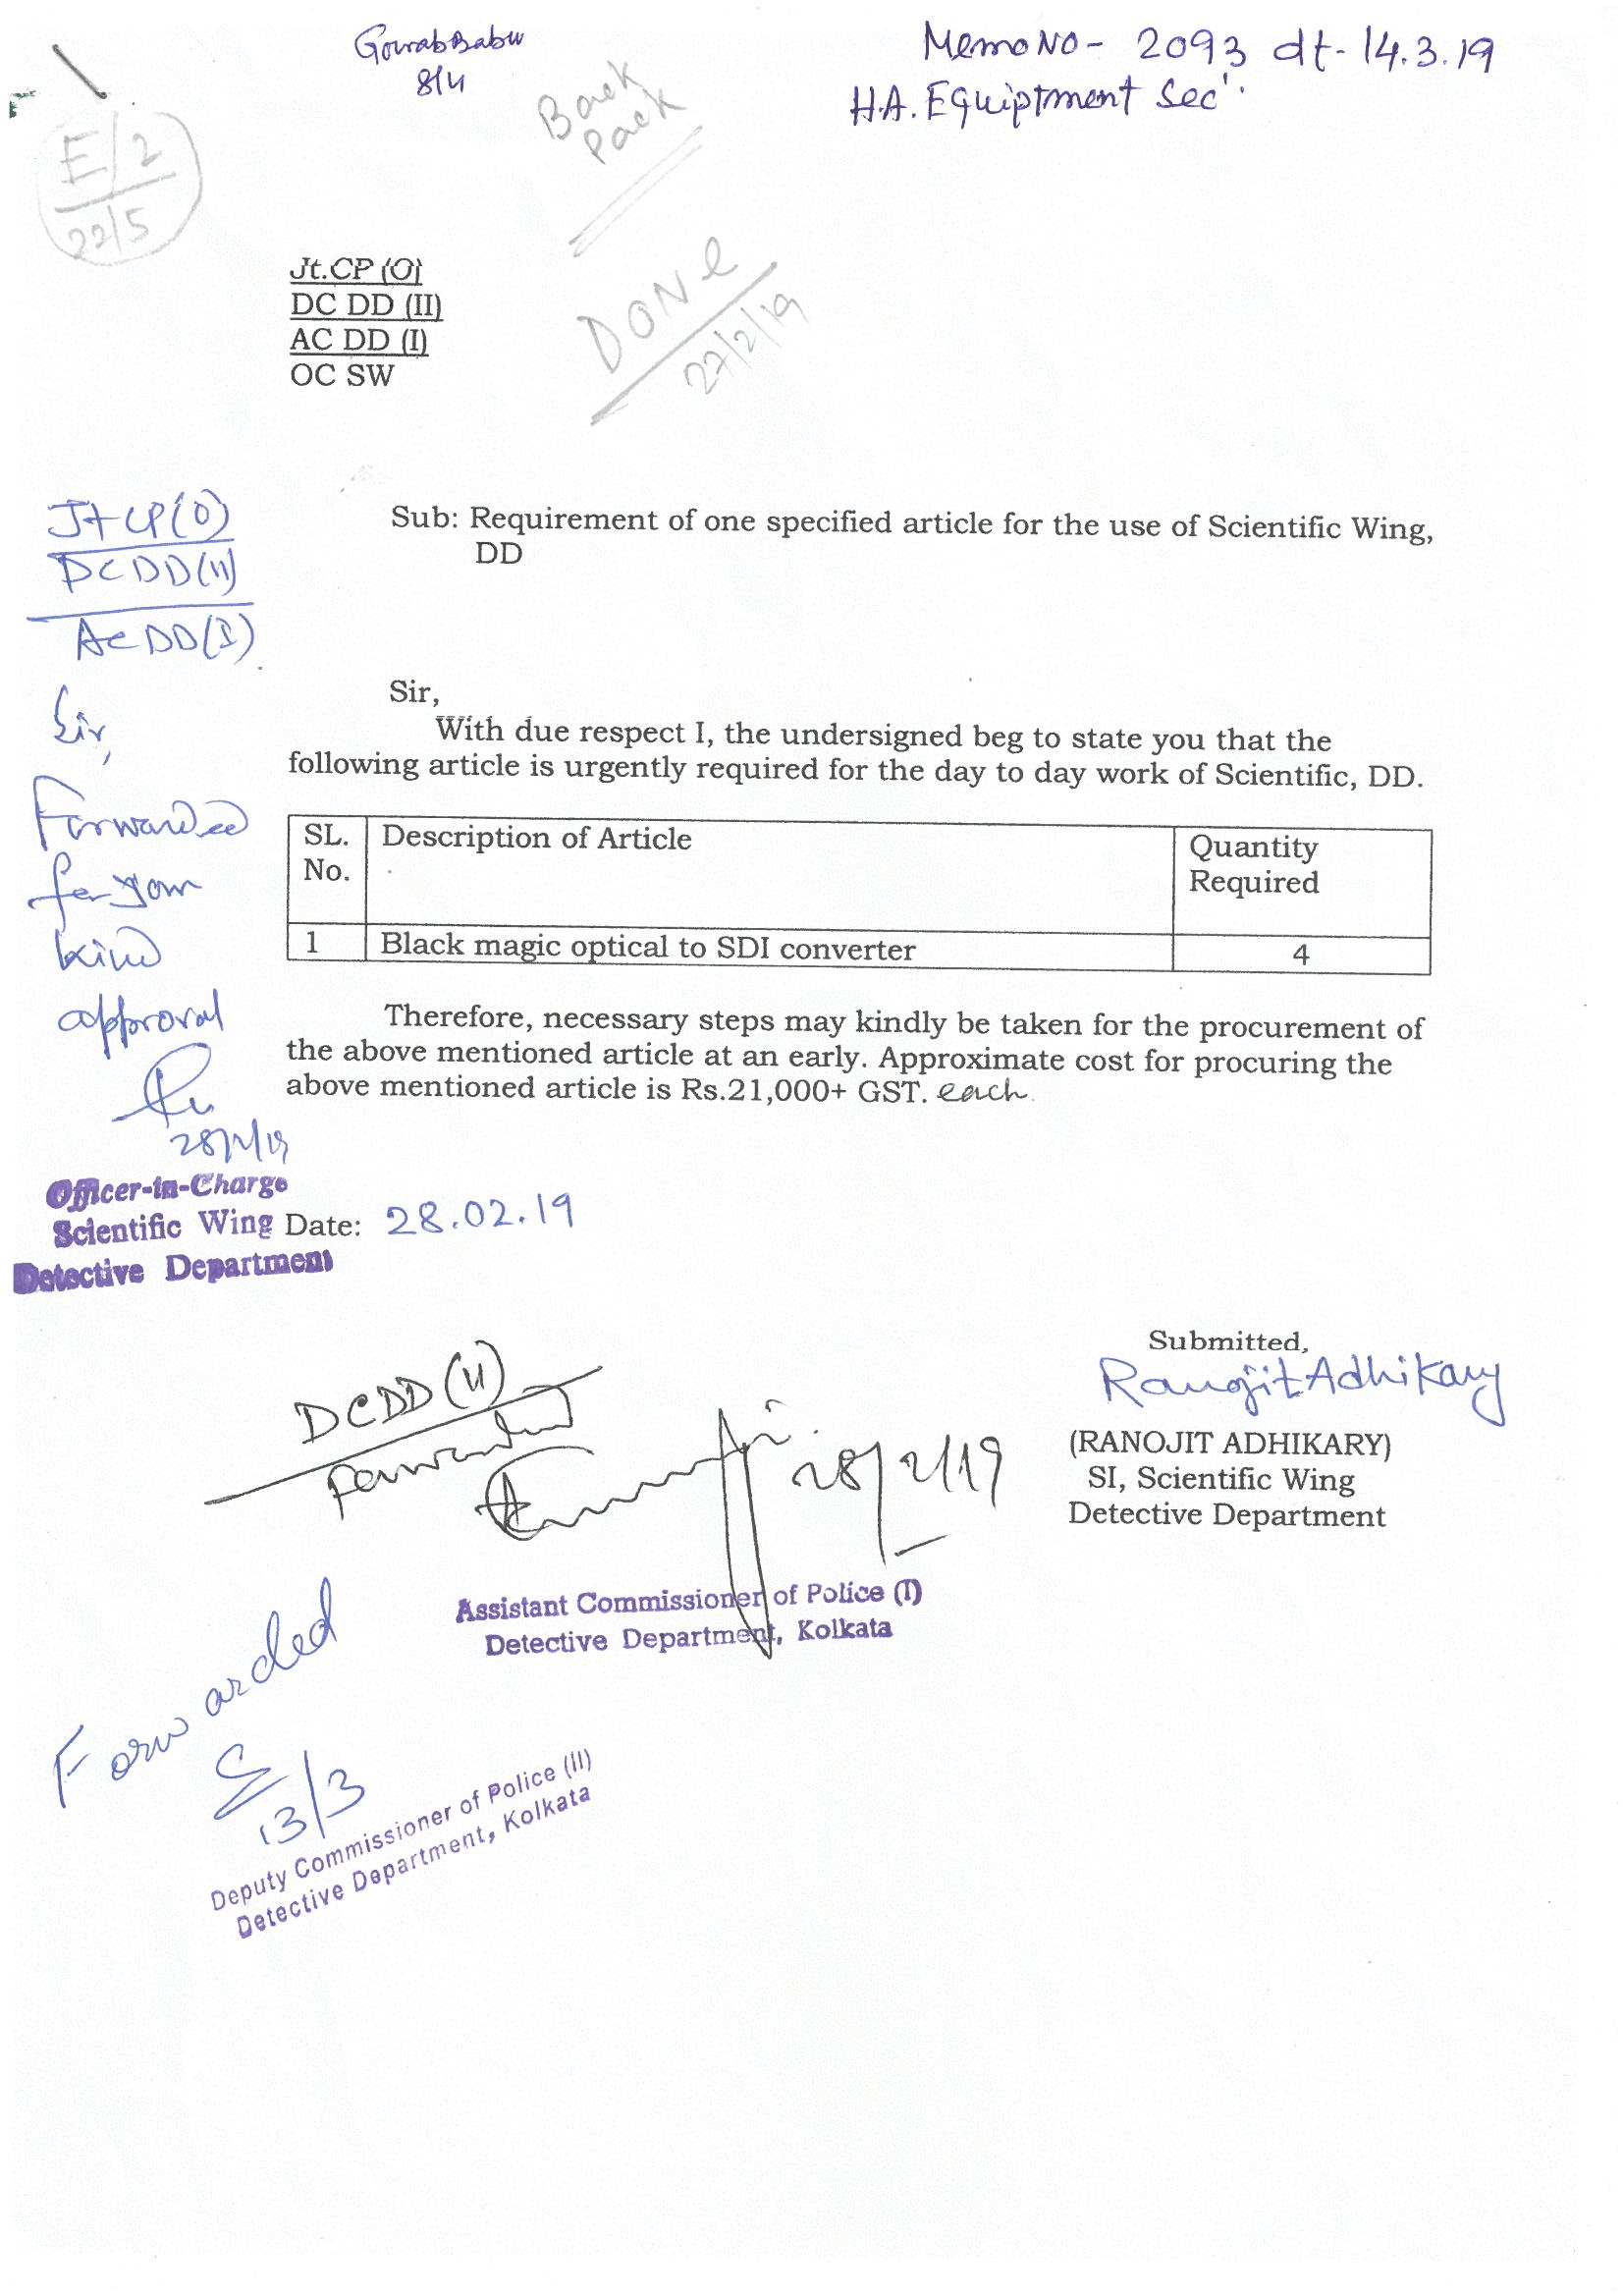 Gourab Babu
8/4
Memo No - 2093 dt - 14.3.19
H.A. Equiptment Sec'.
Back
Pack
E/2
22/5
DONE
27/2/19
Jt.CP (O)
DC DD (II)
AC DD (I)
OC SW
Jt CP (O)
DC DD (II)
AC DD (I)
Sir,
Forwarded
for your
kind
approval
28/2/19
Officer-in-Charge
Scientific Wing
Detective Department
Sub: Requirement of one specified article for the use of Scientific Wing,
DD
Sir,
With due respect I, the undersigned beg to state you that the
following article is urgently required for the day to day work of Scientific, DD.
SL. No. Description of Article Quantity Required
1 Black magic optical to SDI converter 4
Therefore, necessary steps may kindly be taken for the procurement of
the above mentioned article at an early. Approximate cost for procuring the
above mentioned article is Rs.21,000+ GST. each.
Date: 28.02.19
Submitted,
Ranojit Adhikary
(RANOJIT ADHIKARY)
SI, Scientific Wing
Detective Department
DCDD (II)
Forwarded
28/2/19
Assistant Commissioner of Police (I)
Detective Department, Kolkata
Forwarded
13/3
Deputy Commissioner of Police (II)
Detective Department, Kolkata